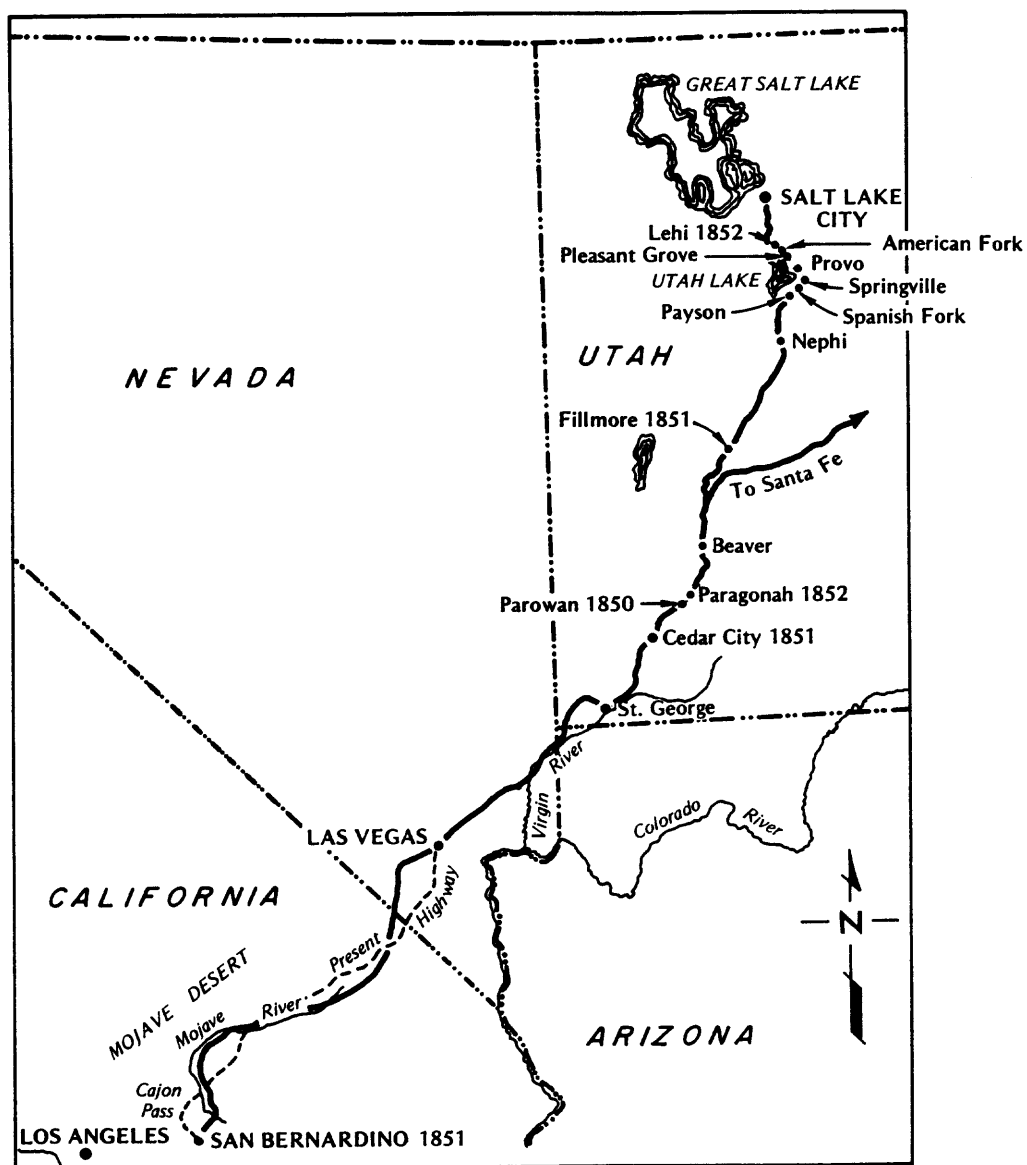 GREAT SALT LAKE
SALT LAKE
CITY
Lehi 1852
American Fork
Pleasant Grove
Provo
UTAH LAKE
Springville
Payson
Spanish Fork
Nephi
UTAH
NEVADA
Fillmore 1851
To Santa Fe
Beaver
Paragonah 1852
Parowan 1850
Cedar City 1851
St. George
River
Virgin
Colorado
River
LAS VEGAS
CALIFORNIA
Highway
Present
N
MOJAVE DESERT
River
Mojave
ARIZONA
Cajon
Pass
LOS ANGELES
SAN BERNARDINO 1851